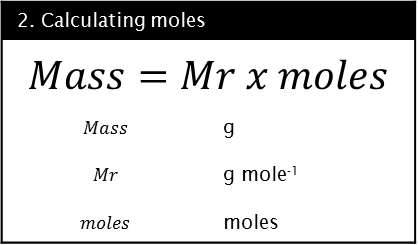 2. Calculating moles
Mass = Mr x moles
Mass g
Mr g mole⁻¹
moles moles